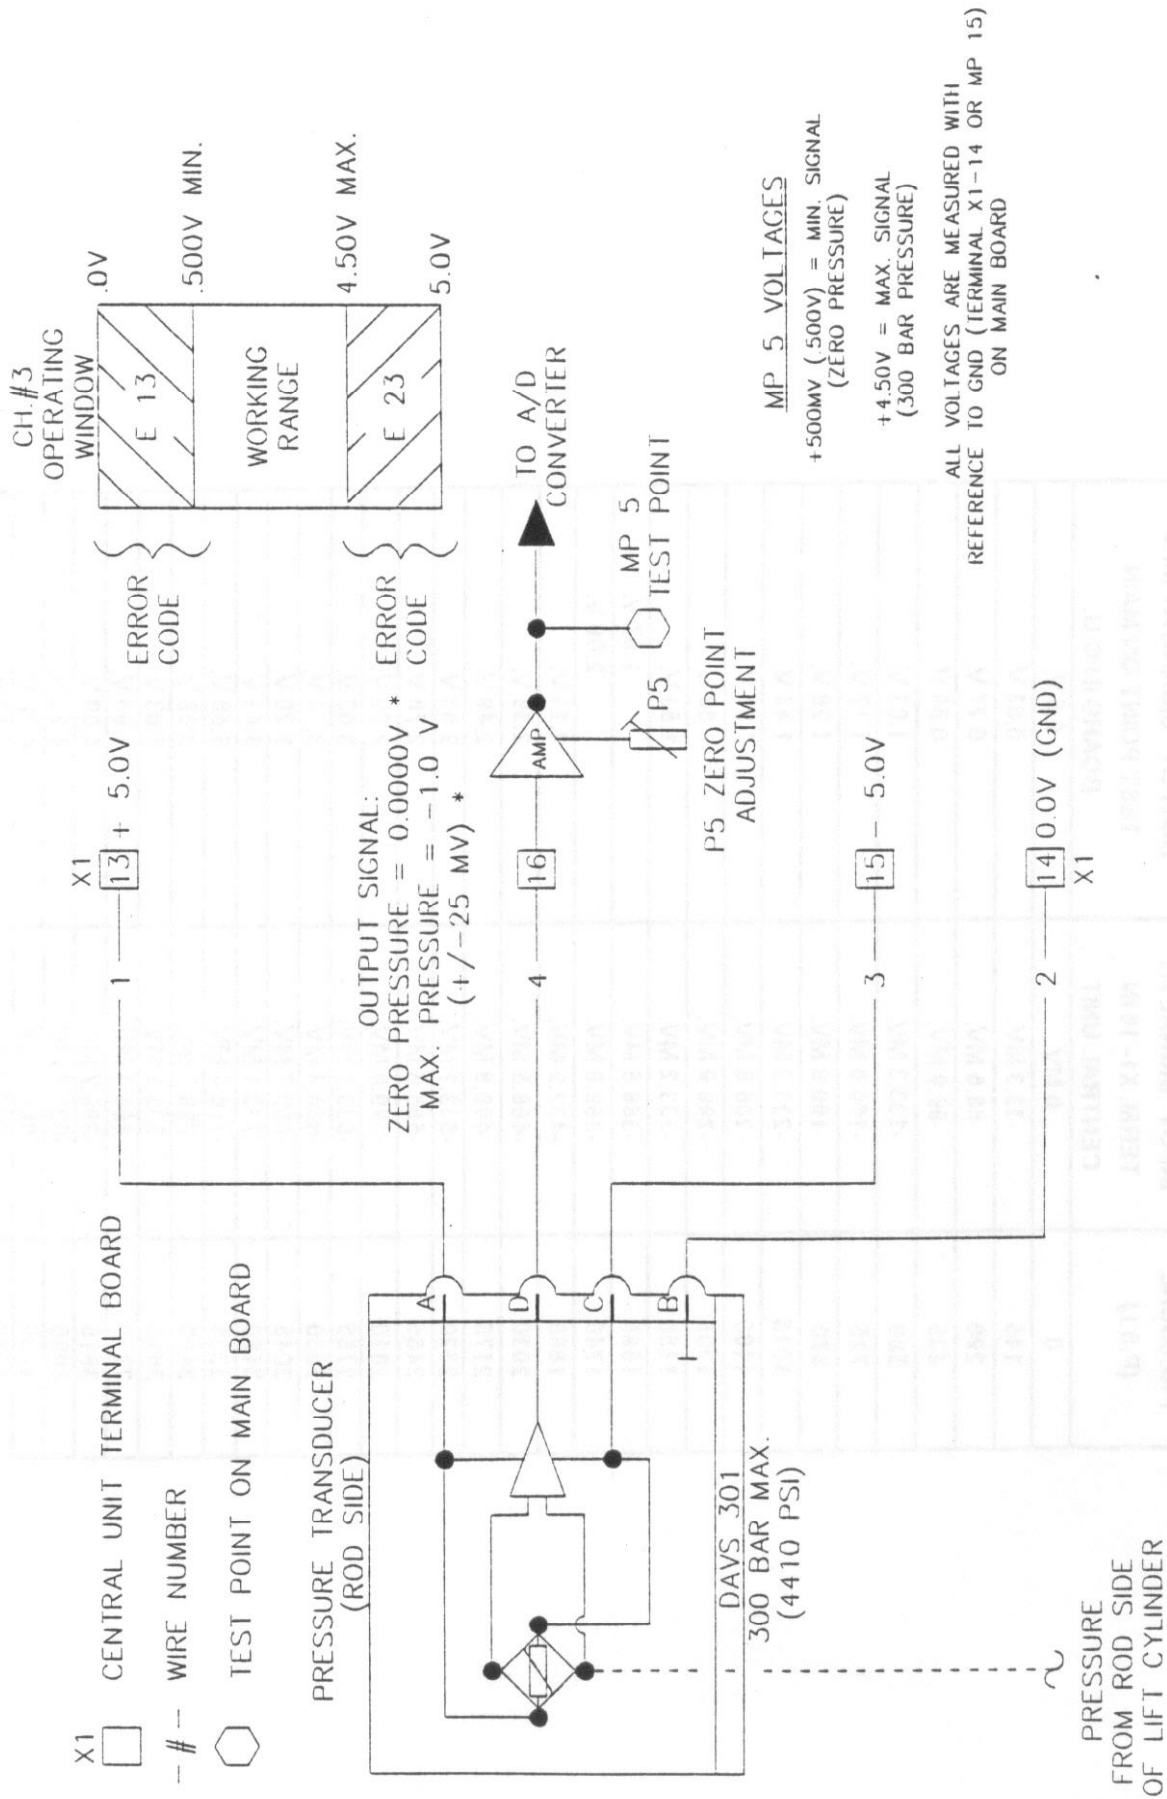 X1
CENTRAL UNIT TERMINAL BOARD
-#- WIRE NUMBER
TEST POINT ON MAIN BOARD
PRESSURE TRANSDUCER
(ROD SIDE)
A
D
C
B
DAVS 301
300 BAR MAX.
(4410 PSI)
PRESSURE
FROM ROD SIDE
OF LIFT CYLINDER
1
X1
13 + 5.0V
OUTPUT SIGNAL:
ZERO PRESSURE = 0.0000V *
MAX. PRESSURE = -1.0 V
(+/-25 MV) *
4
16
AMP
TO A/D
CONVERTER
MP 5
TEST POINT
P5
P5 ZERO POINT
ADJUSTMENT
3
15 - 5.0V
2
14 0.0V (GND)
X1
CH.#3
OPERATING
WINDOW
ERROR
CODE
E 13
.0V
.500V MIN.
WORKING
RANGE
ERROR
CODE
E 23
4.50V MAX.
5.0V
MP 5 VOLTAGES
+500MV (.500V) = MIN. SIGNAL
(ZERO PRESSURE)
+4.50V = MAX. SIGNAL
(300 BAR PRESSURE)
ALL VOLTAGES ARE MEASURED WITH
REFERENCE TO GND (TERMINAL X1-14 OR MP 15)
ON MAIN BOARD